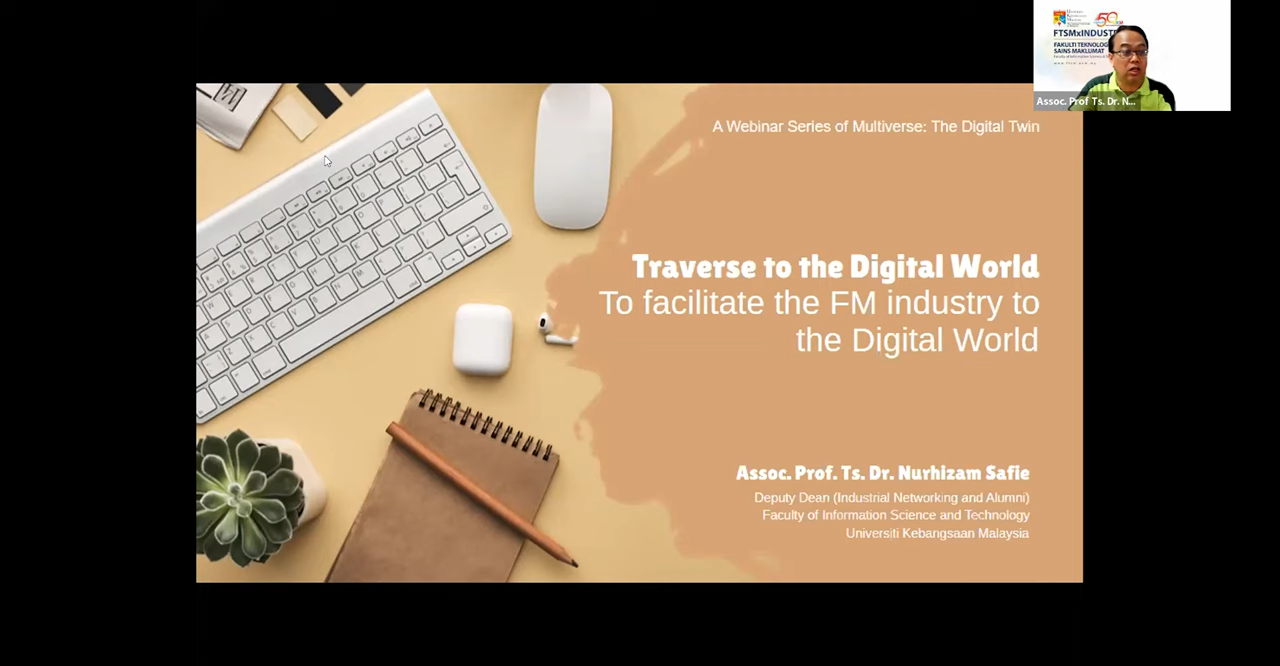 A Webinar Series of Multiverse: The Digital Twin
Traverse to the Digital World
To facilitate the FM industry to
the Digital World
Assoc. Prof. Ts. Dr. Nurhizam Safie
Deputy Dean (Industrial Networking and Alumni)
Faculty of Information Science and Technology
Universiti Kebangsaan Malaysia
50
FTSMxINDUST
FAKULTI TEKNOLOG
SAINS MAKLUMAT
Assoc. Prof Ts. Dr. N...